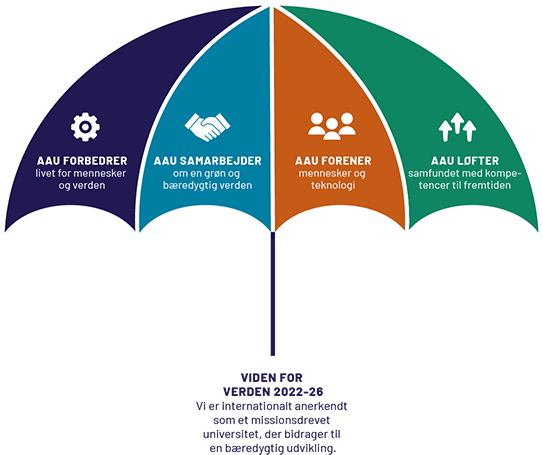 AAU FORBEDRER
livet for mennesker
og verden
AAU SAMARBEJDER
om en grøn og
bæredygtig verden
AAU FORENER
mennesker og
teknologi
AAU LØFTER
samfundet med kompe-
tencer til fremtiden
VIDEN FOR
VERDEN 2022-26
Vi er internationalt anerkendt
som et missionsdrevet
universitet, der bidrager til
en bæredygtig udvikling.